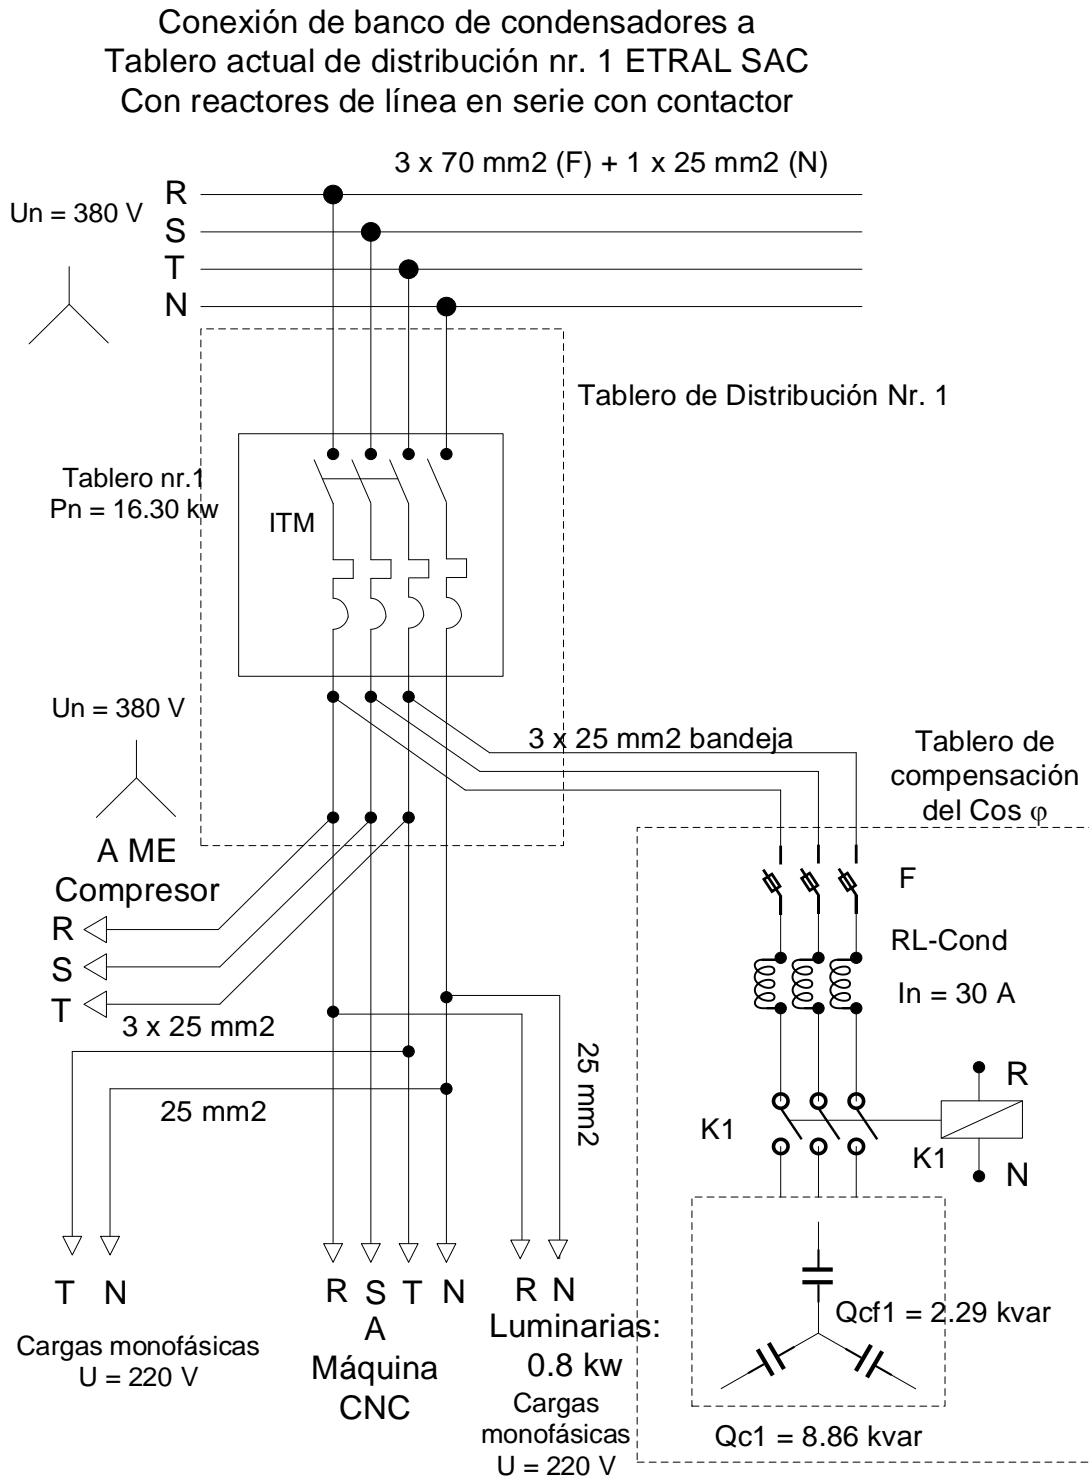 Conexión de banco de condensadores a
Tablero actual de distribución nr. 1 ETRAL SAC
Con reactores de línea en serie con contactor
3 x 70 mm2 (F) + 1 x 25 mm2 (N)
R
Un = 380 V
S
T
N
Tablero de Distribución Nr. 1
Tablero nr.1
Pn = 16.30 kw
ITM
Un = 380 V
3 x 25 mm2 bandeja
Tablero de
compensación
del Cos φ
A ME
Compresor
F
R
RL-Cond
S
In = 30 A
T
3 x 25 mm2
25 mm2
25 mm2
R
K1
K1
N
T N
R S T N
R N
A
Máquina
CNC
Luminarias:
0.8 kw
Cargas monofásicas
U = 220 V
Cargas
monofásicas
U = 220 V
Qcf1 = 2.29 kvar
Qc1 = 8.86 kvar